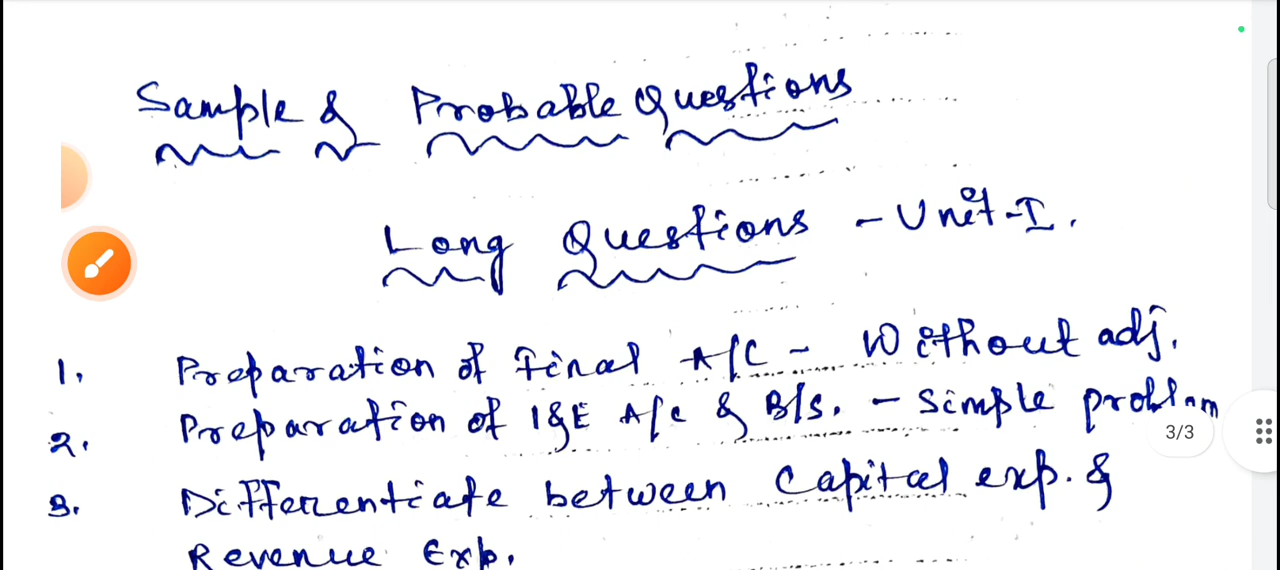 Sample & Probable Questions
Long Questions - Unit-I.
1. Preparation of Final A/C - Without adj.
2. Preparation of I&E A/c & B/s. - Simple problam
3/3
3. Differentiate between Capital exp. &
Revenue Exp.